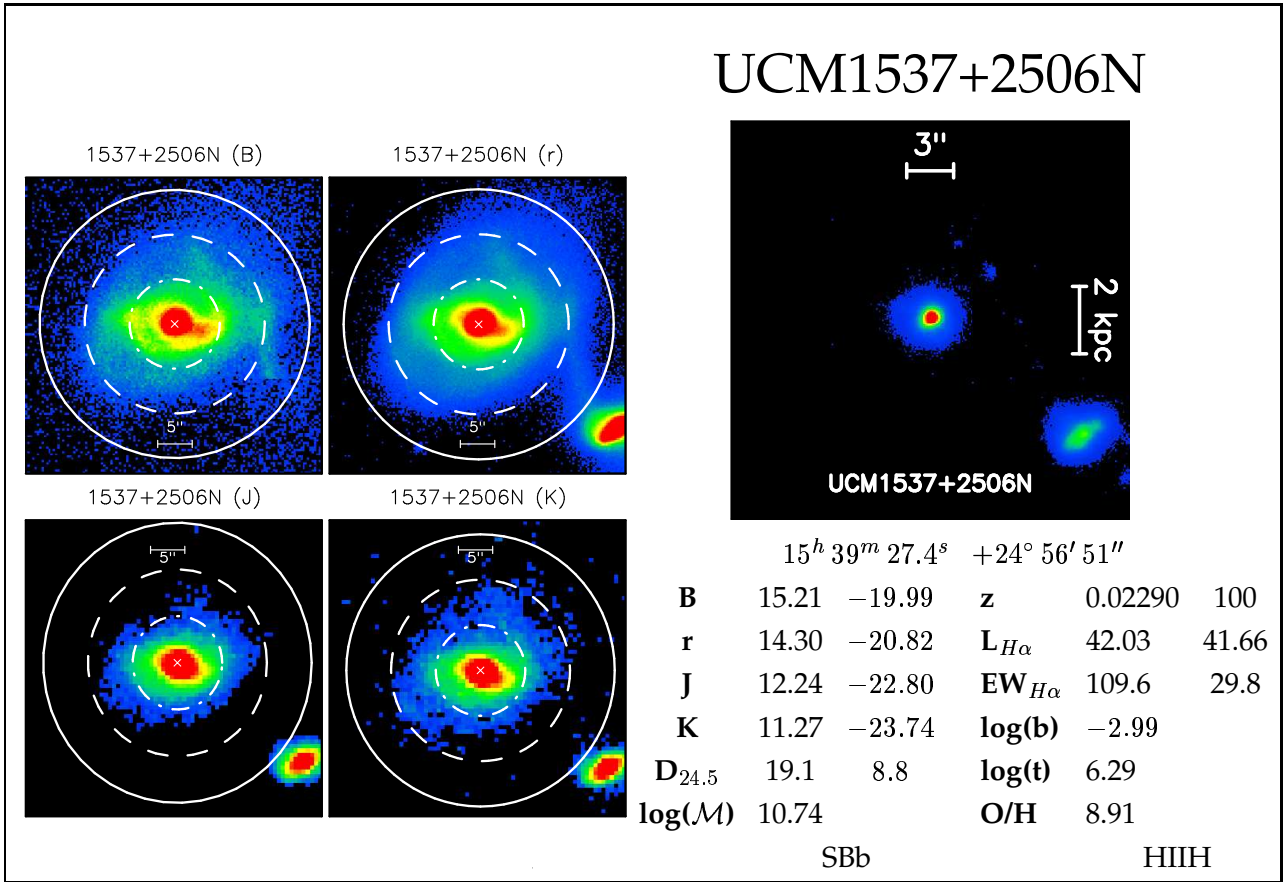 UCM1537+2506N
1537+2506N (B)
1537+2506N (r)
5"
5"
1537+2506N (J)
1537+2506N (K)
5"
5"
3"
2 kpc
UCM1537+2506N
15h 39m 27.4s +24° 56′ 51″
B 15.21 −19.99 z 0.02290 100
r 14.30 −20.82 LHα 42.03 41.66
J 12.24 −22.80 EWHα 109.6 29.8
K 11.27 −23.74 log(b) −2.99
D24.5 19.1 8.8 log(t) 6.29
log(M) 10.74 O/H 8.91
SBb HIIH